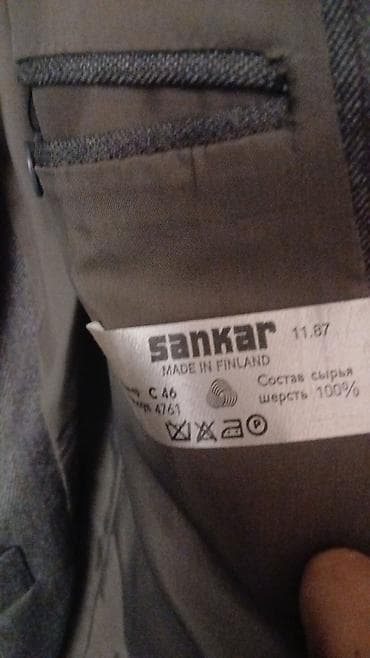 sankar 11.87
MADE IN FINLAND
C 46
4761
Состав сырья
шерсть 100%
P